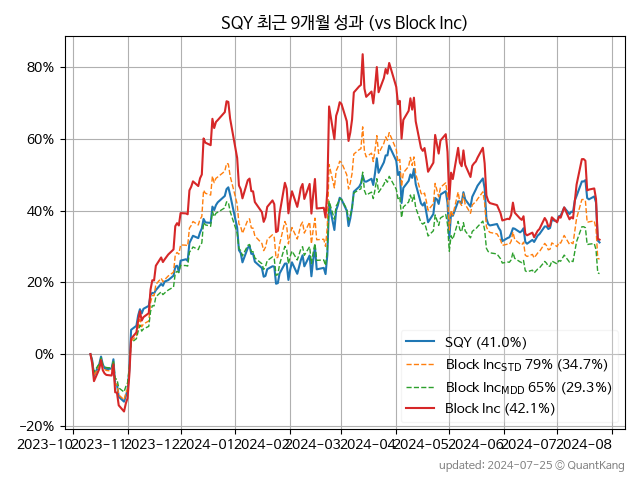 SQY 최근 9개월 성과 (vs Block Inc)
80%
60%
40%
20%
0%
−20%
SQY (41.0%)
Block IncSTD 79% (34.7%)
Block IncMDD 65% (29.3%)
Block Inc (42.1%)
2023-10 2023-11 2023-12 2024-01 2024-02 2024-03 2024-04 2024-05 2024-06 2024-07 2024-08
updated: 2024-07-25 © QuantKang